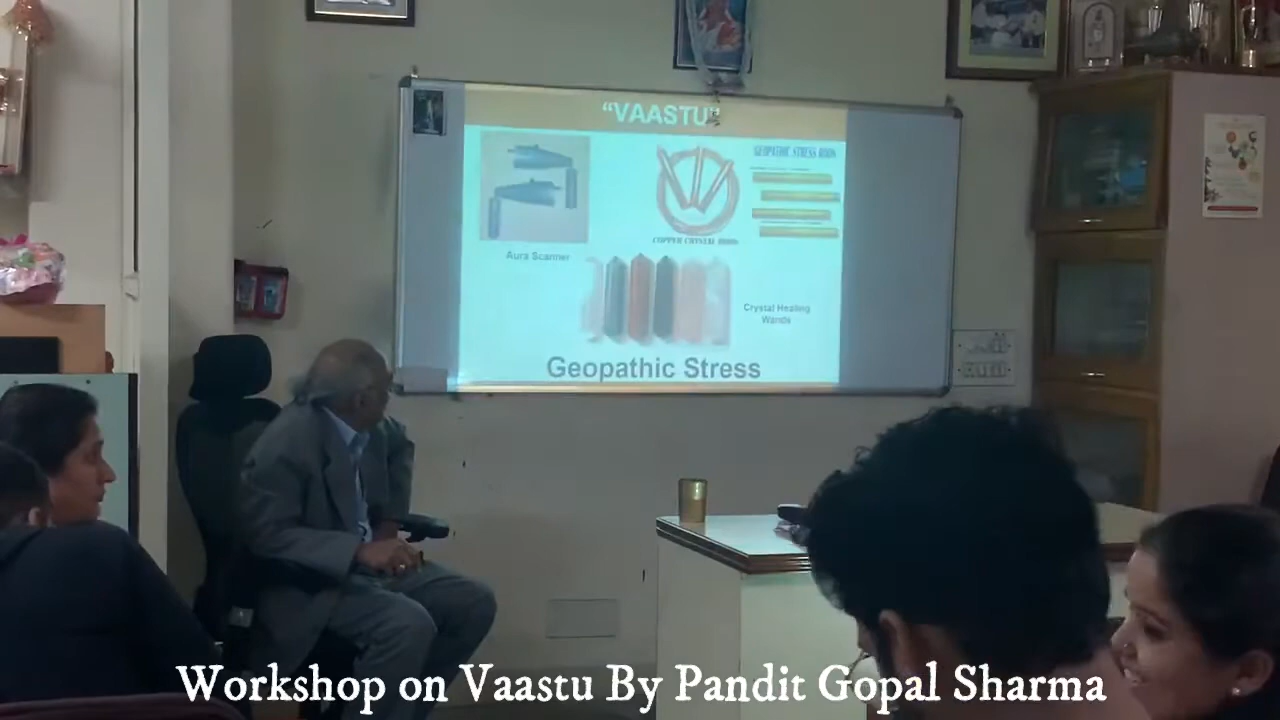 “VAASTU”
GEOPATHIC STRESS RODS
COPPER CRYSTAL RODS
Aura Scanner
Crystal Healing
Wands
Geopathic Stress
Workshop on Vaastu By Pandit Gopal Sharma